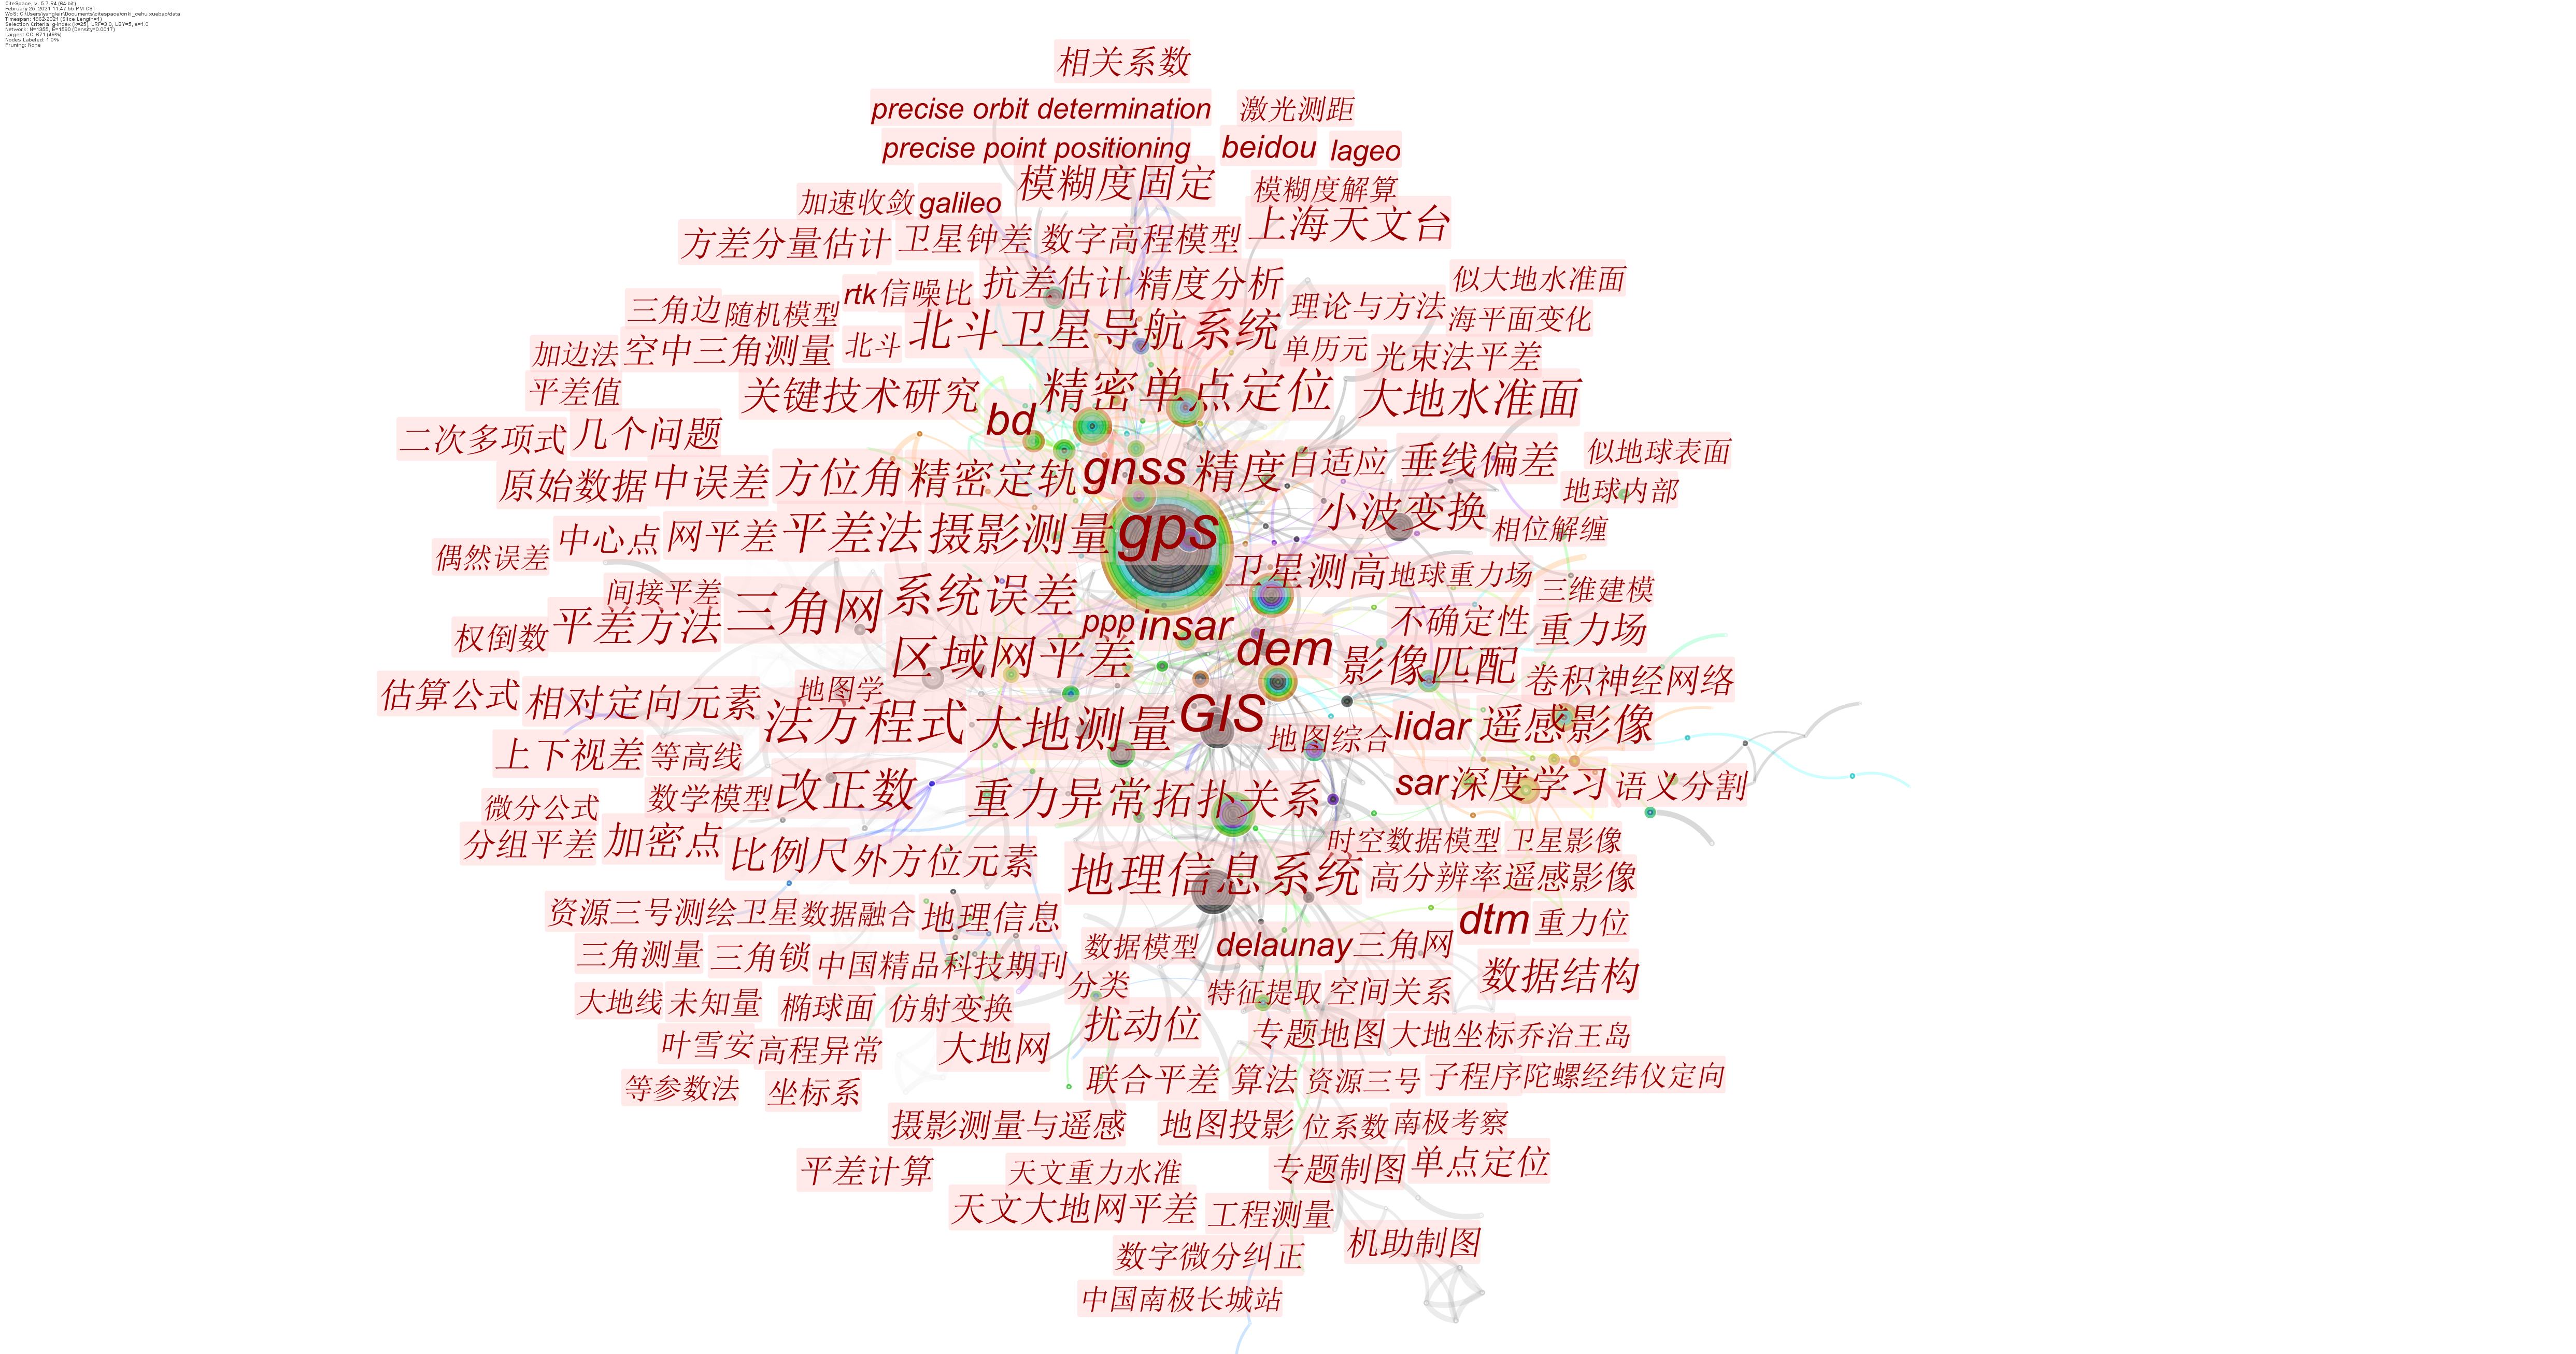 CiteSpace, v. 5.7.R4 (64-bit)
February 26, 2021 11:47:56 PM CST
Timespan: 1962-2021 (Slice Length=1)
Selection Criteria: g-index (k=25), LRF=3.0, LBY=5, e=1.0
Network: N=1355, E=1590 (Density=0.0017)
Largest CC: 671 (49%)
Nodes Labeled: 1.0%
Pruning: None
相关系数
precise orbit determination 激光测距
precise point positioning beidou lageo
模糊度固定 模糊度解算
加速收敛 galileo 上海天文台
方差分量估计 卫星钟差 数字高程模型
rtk 信噪比 抗差估计 精度分析 似大地水准面
三角边 随机模型 理论与方法 海平面变化
加边法 空中三角测量 北斗 北斗卫星导航系统 单历元 光束法平差
平差值 关键技术研究 精密单点定位 大地水准面
二次多项式 几个问题 bd
原始数据 中误差 方位角 精密定轨 gnss 精度 自适应 垂线偏差 似地球表面
地球内部
偶然误差 中心点 网平差 平差法 摄影测量 gps 小波变换 相位解缠
间接平差 系统误差 卫星测高 地球重力场 三维建模
权倒数 平差方法 三角网 ppp insar 不确定性 重力场
区域网平差 dem 影像匹配 卷积神经网络
估算公式 相对定向元素 地图学
法方程式 大地测量 GIS 地图综合 lidar 遥感影像
上下视差 等高线
微分公式 数学模型 改正数 重力异常 拓扑关系 sar 深度学习 语义分割
分组平差 加密点 比例尺 外方位元素 时空数据模型 卫星影像
地理信息系统 高分辨率遥感影像
资源三号测绘卫星 数据融合 地理信息 dtm 重力位
三角测量 三角锁 中国精品科技期刊 数据模型 delaunay三角网
大地线 未知量 椭球面 仿射变换 分类 特征提取 空间关系 数据结构
叶雪安 高程异常 大地网 扰动位 专题地图 大地坐标 乔治王岛
等参数法 坐标系 联合平差 算法 资源三号 子程序 陀螺经纬仪定向
摄影测量与遥感 地图投影 位系数 南极考察
平差计算 天文重力水准 专题制图 单点定位
天文大地网平差 工程测量
数字微分纠正 机助制图
中国南极长城站